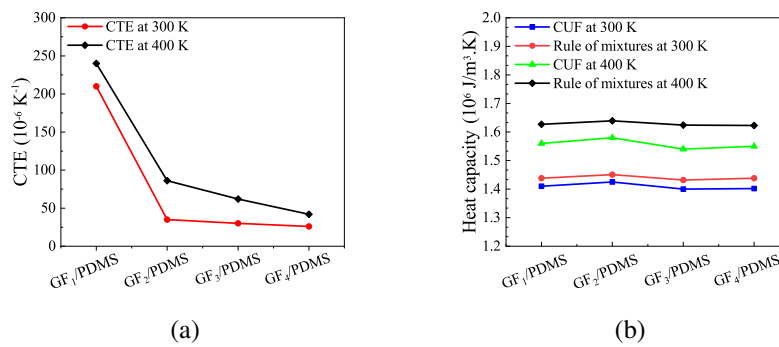 CTE (10⁻⁶ K⁻¹)
300
250
200
150
100
50
0
CTE at 300 K
CTE at 400 K
GF₁/PDMS
GF₂/PDMS
GF₃/PDMS
GF₄/PDMS
(a)
Heat capacity (10⁶ J/m³.K)
2.0
1.9
1.8
1.7
1.6
1.5
1.4
1.3
1.2
CUF at 300 K
Rule of mixtures at 300 K
CUF at 400 K
Rule of mixtures at 400 K
GF₁/PDMS
GF₂/PDMS
GF₃/PDMS
GF₄/PDMS
(b)